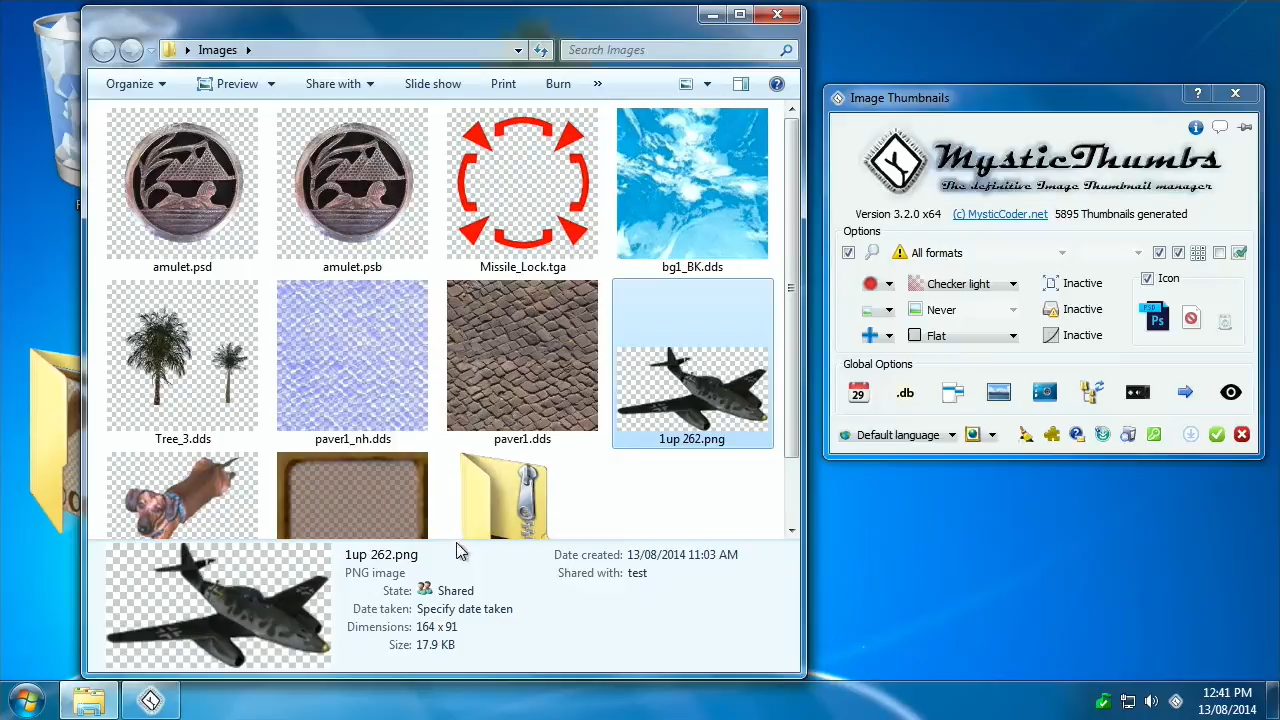 Images
Search Images
Organize
Preview
Share with
Slide show
Print
Burn
»
amulet.psd
amulet.psb
Missile_Lock.tga
bg1_BK.dds
Tree_3.dds
paver1_nh.dds
paver1.dds
1up 262.png
1up 262.png
PNG image
State: Shared
Date taken: Specify date taken
Dimensions: 164 x 91
Size: 17.9 KB
Date created: 13/08/2014 11:03 AM
Shared with: test
Image Thumbnails
MysticThumbs
The definitive Image Thumbnail manager
Version 3.2.0 x64 (c) MysticCoder.net 5895 Thumbnails generated
Options
All formats
Checker light
Inactive
Icon
Never
Inactive
PSD
Ps
Flat
Inactive
Global Options
29
.db
Default language
12:41 PM
13/08/2014